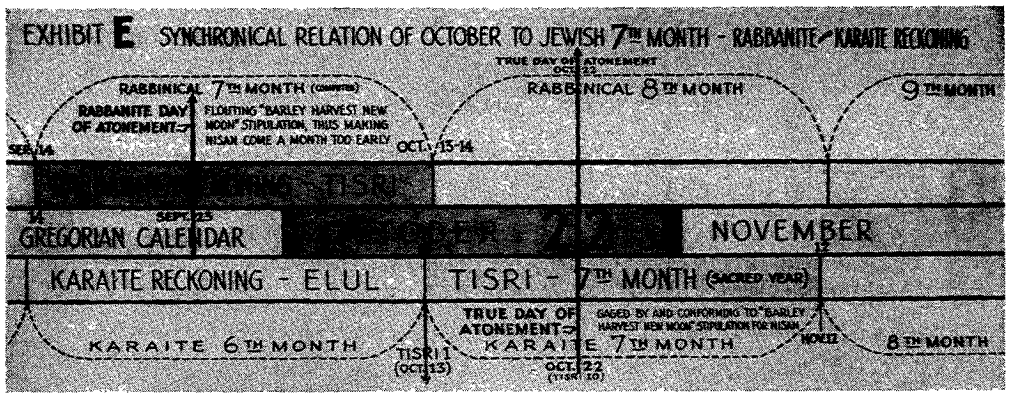 EXHIBIT E SYNCHRONICAL RELATION OF OCTOBER TO JEWISH 7TH MONTH - RABBANITE KARAITE RECKONING
TRUE DAY OF ATONEMENT
OCT. 22
RABBINICAL 7TH MONTH (COMPUTED)
RABBINICAL 8TH MONTH
9TH MONTH
RABBANITE DAY
OF ATONEMENT
FLOUTING "BARLEY HARVEST NEW
MOON" STIPULATION, THUS MAKING
NISAN COME A MONTH TOO EARLY
SEP. 14
OCT. 13-14
TISRI
14
SEPT. 23
GREGORIAN CALENDAR
22
NOVEMBER
KARAITE RECKONING - ELUL
TISRI - 7TH MONTH (SACRED YEAR)
TRUE DAY OF
ATONEMENT
GAGED BY AND CONFORMING TO "BARLEY
HARVEST NEW MOON" STIPULATION FOR NISAN
KARAITE 6TH MONTH
TISRI 1
(OCT. 13)
KARAITE 7TH MONTH
NOV. 12
8TH MONTH
OCT. 22
(TISRI 10)